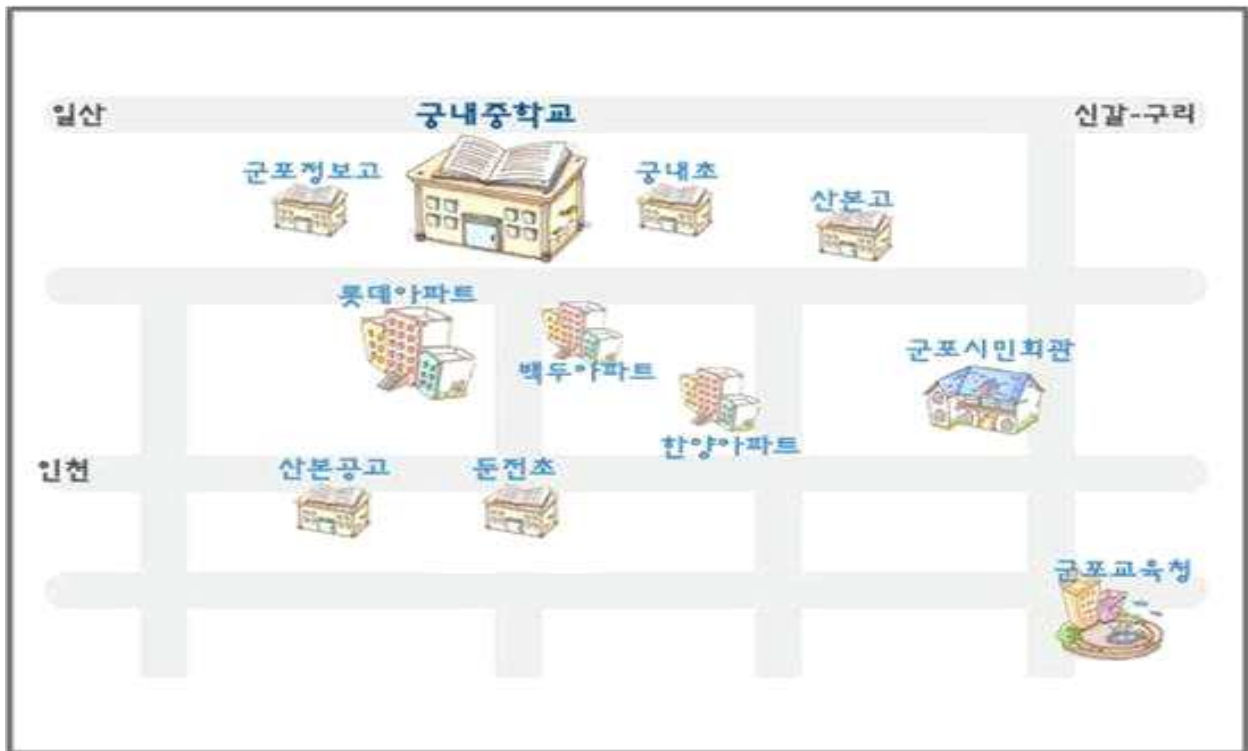 일산
궁내중학교
신갈-구리
군포정보고
궁내초
산본고
롯데아파트
백두아파트
군포시민회관
한양아파트
인천
산본공고
둔전초
군포교육청